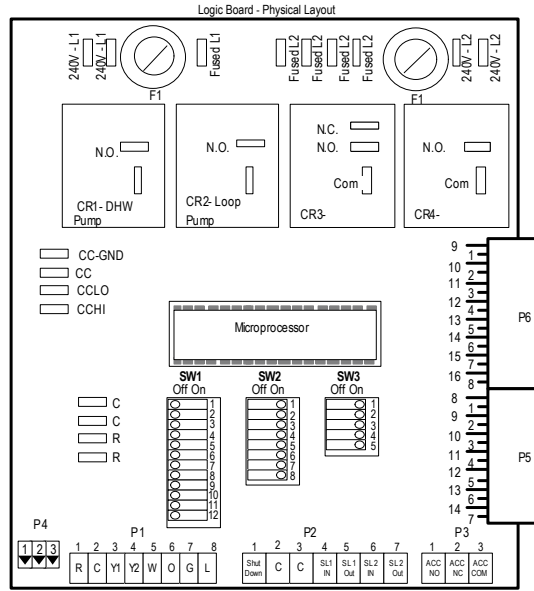 Logic Board - Physical Layout
240V - L1
240V - L1
Fused L1
Fused L2
Fused L2
Fused L2
Fused L2
240V - L2
240V - L2
F1
F1
N.O.
CR1- DHW
Pump
N.O.
CR2- Loop
Pump
N.C.
N.O.
Com
CR3-
N.O.
Com
CR4-
CC-GND
CC
CCLO
CCHI
Microprocessor
9
1
10
2
11
3
12
4
13
5
14
6
15
7
16
8
P6
8
1
9
2
10
3
11
4
12
5
13
6
14
7
P5
C
C
R
R
SW1
Off On
1
2
3
4
5
6
7
8
9
10
11
12
SW2
Off On
1
2
3
4
5
6
7
8
SW3
Off On
1
2
3
4
5
P4
1 2 3
P1
1 2 3 4 5 6 7 8
R C Y1 Y2 W O G L
P2
1 2 3 4 5 6 7
Shut Down C C SL1 IN SL1 Out SL2 IN SL2 Out
P3
1 2 3
ACC NO ACC NC ACC COM